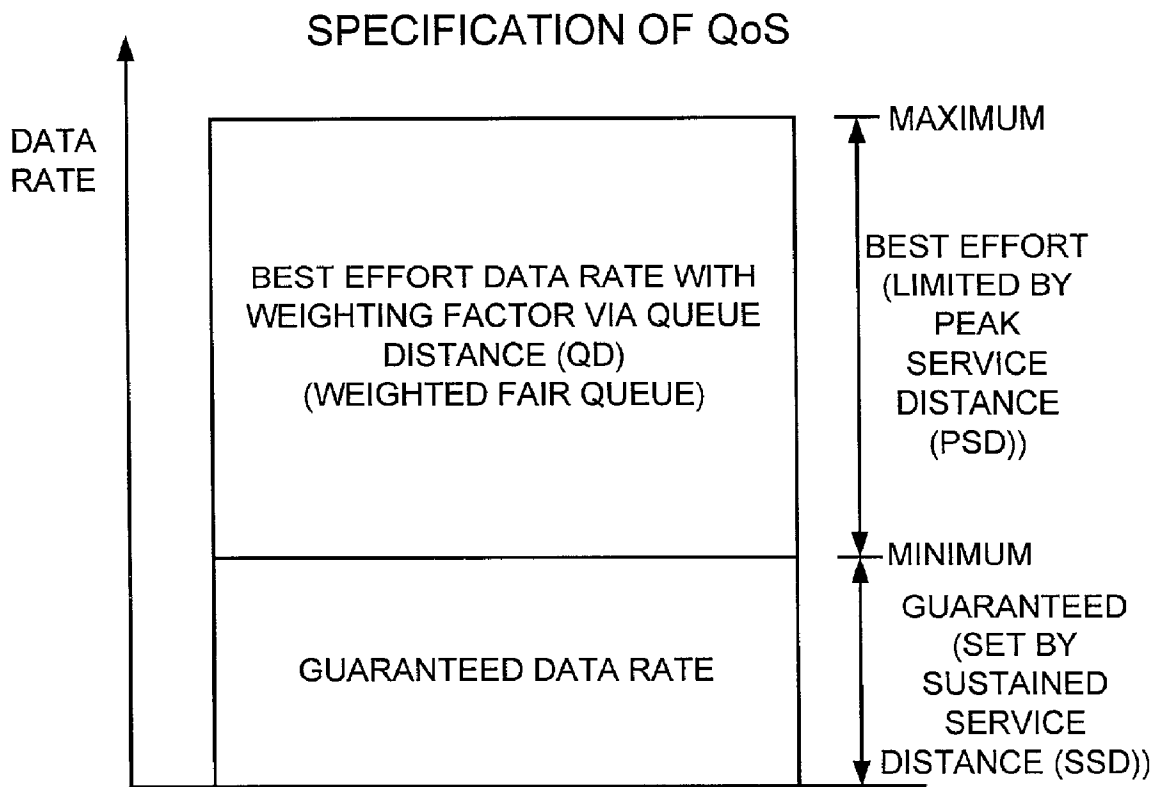 SPECIFICATION OF QoS
DATA
RATE
MAXIMUM
BEST EFFORT DATA RATE WITH
WEIGHTING FACTOR VIA QUEUE
DISTANCE (QD)
(WEIGHTED FAIR QUEUE)
BEST EFFORT
(LIMITED BY
PEAK
SERVICE
DISTANCE
(PSD))
MINIMUM
GUARANTEED DATA RATE
GUARANTEED
(SET BY
SUSTAINED
SERVICE
DISTANCE (SSD))